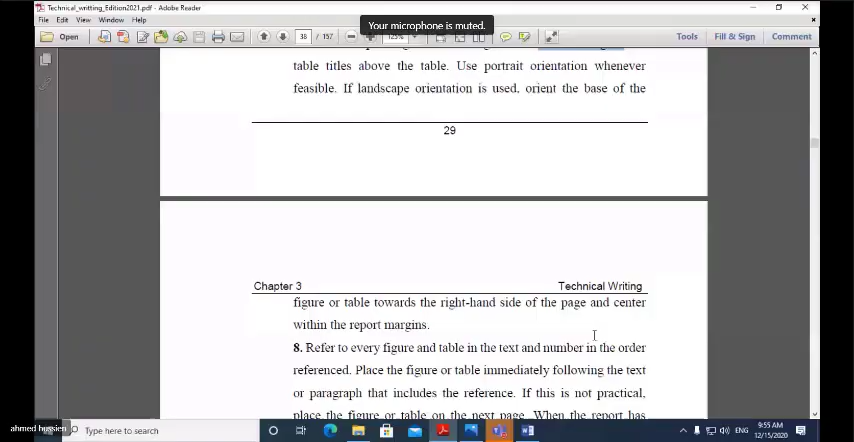 Technical_writting_Edition2021.pdf - Adobe Reader
Your microphone is muted.
File Edit View Window Help
Open 38 / 157 125% Tools Fill & Sign Comment
table titles above the table. Use portrait orientation whenever
feasible. If landscape orientation is used, orient the base of the
29
Chapter 3 Technical Writing
figure or table towards the right-hand side of the page and center
within the report margins.
8. Refer to every figure and table in the text and number in the order
referenced. Place the figure or table immediately following the text
or paragraph that includes the reference. If this is not practical,
place the figure or table on the next page. When the report has
ahmed hossien
Type here to search
ENG
9:55 AM
12/15/2020